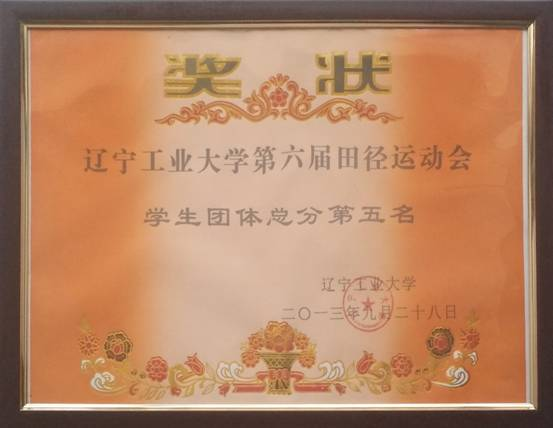 奖 状
辽宁工业大学第六届田径运动会
学生团体总分第五名
辽宁工业大学
二〇一三年九月二十八日